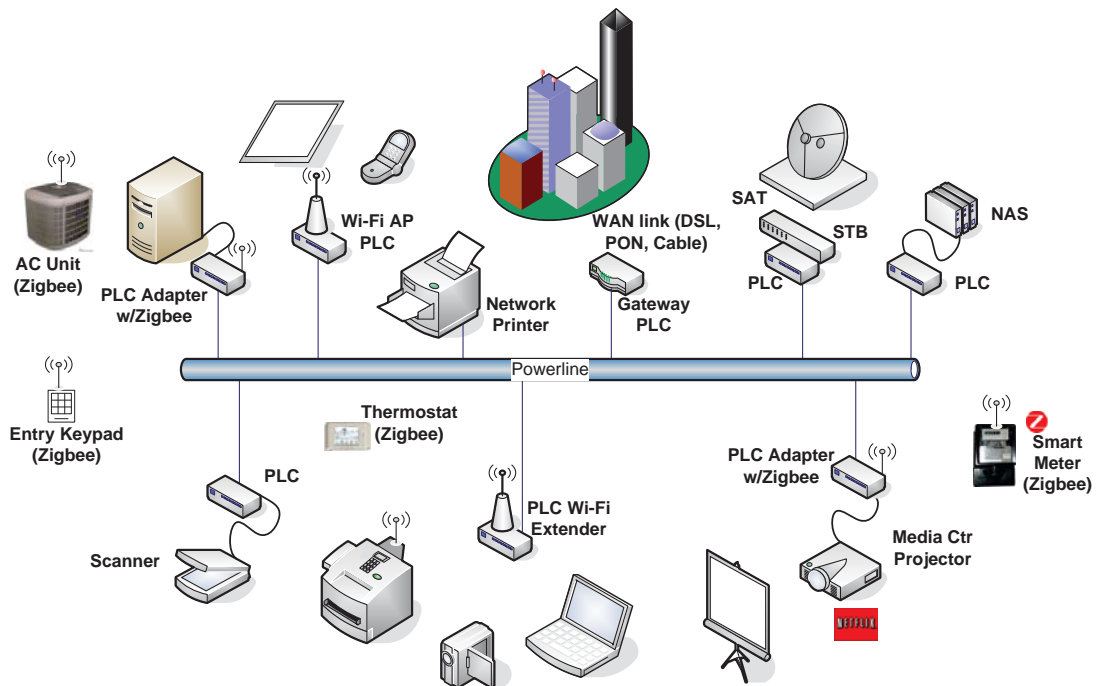 SAT
WAN link (DSL,
PON, Cable)
STB
NAS
Wi-Fi AP
PLC
AC Unit
(Zigbee)
PLC Adapter
w/Zigbee
Network
Printer
Gateway
PLC
PLC
PLC
Powerline
Entry Keypad
(Zigbee)
Thermostat
(Zigbee)
PLC
PLC Adapter
w/Zigbee
Smart
Meter
(Zigbee)
PLC Wi-Fi
Extender
Scanner
Media Ctr
Projector
NETFLIX